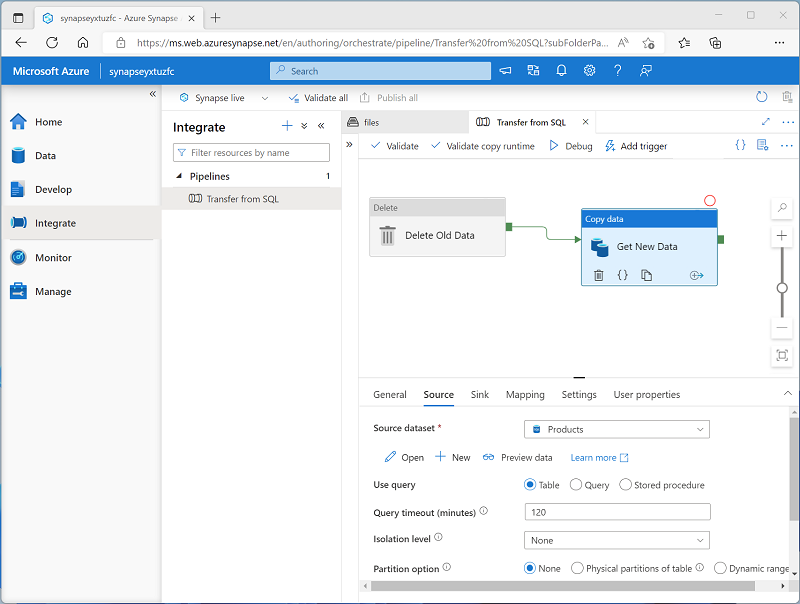 synapseyxtuzfc - Azure Synapse
https://ms.web.azuresynapse.net/en/authoring/orchestrate/pipeline/Transfer%20from%20SQL?subFolderPa...
Microsoft Azure
synapseyxtuzfc
Search
Home
Data
Develop
Integrate
Monitor
Manage
Synapse live
Validate all
Publish all
Integrate
Filter resources by name
Pipelines
1
Transfer from SQL
files
Transfer from SQL
Validate
Validate copy runtime
Debug
Add trigger
Delete
Delete Old Data
Copy data
Get New Data
General
Source
Sink
Mapping
Settings
User properties
Source dataset *
Products
Open
New
Preview data
Learn more
Use query
Table
Query
Stored procedure
Query timeout (minutes)
120
Isolation level
None
Partition option
None
Physical partitions of table
Dynamic range